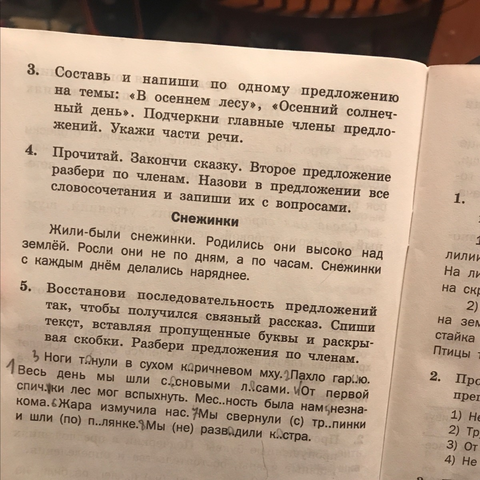 3. Составь и напиши по одному предложению
на темы: «В осеннем лесу», «Осенний солнеч-
ный день». Подчеркни главные члены предло-
жений. Укажи части речи.
4. Прочитай. Закончи сказку. Второе предложение
разбери по членам. Назови в предложении все
словосочетания и запиши их с вопросами.
Снежинки
Жили-были снежинки. Родились они высоко над
землёй. Росли они не по дням, а по часам. Снежинки
с каждым днём делались наряднее.
5. Восстанови последовательность предложений
так, чтобы получился связный рассказ. Спиши
текст, вставляя пропущенные буквы и раскры-
вая скобки. Разбери предложения по членам.
3 Ноги т..нули в сухом к..ричневом мху. Пахло гар..ю.
1 Весь день мы шли с..сновыми л..сами. От первой
спич..ки лес мог вспыхнуть. Мес..ность была нам незна-
кома. Жара измучила нас. 7 Мы свернули (с) тр..пинки
и шли (по) п..лянке. Мы (не) разв..дили к..стра.
1.
лилии
На ли
на скр
2)
на зем
стайка
Птицы т
2. Про
преп
1) Не
2) Тр
3) От
4) Не